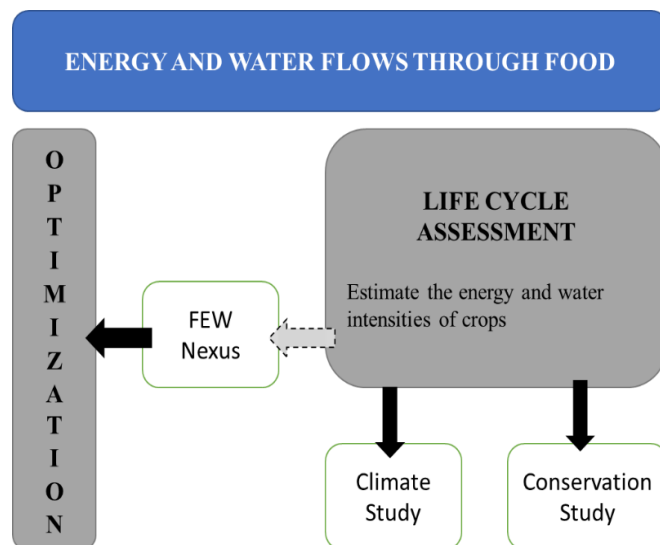 ENERGY AND WATER FLOWS THROUGH FOOD
O
P
T
I
M
I
Z
A
T
I
O
N
LIFE CYCLE
ASSESSMENT
Estimate the energy and water
intensities of crops
FEW
Nexus
Climate
Study
Conservation
Study